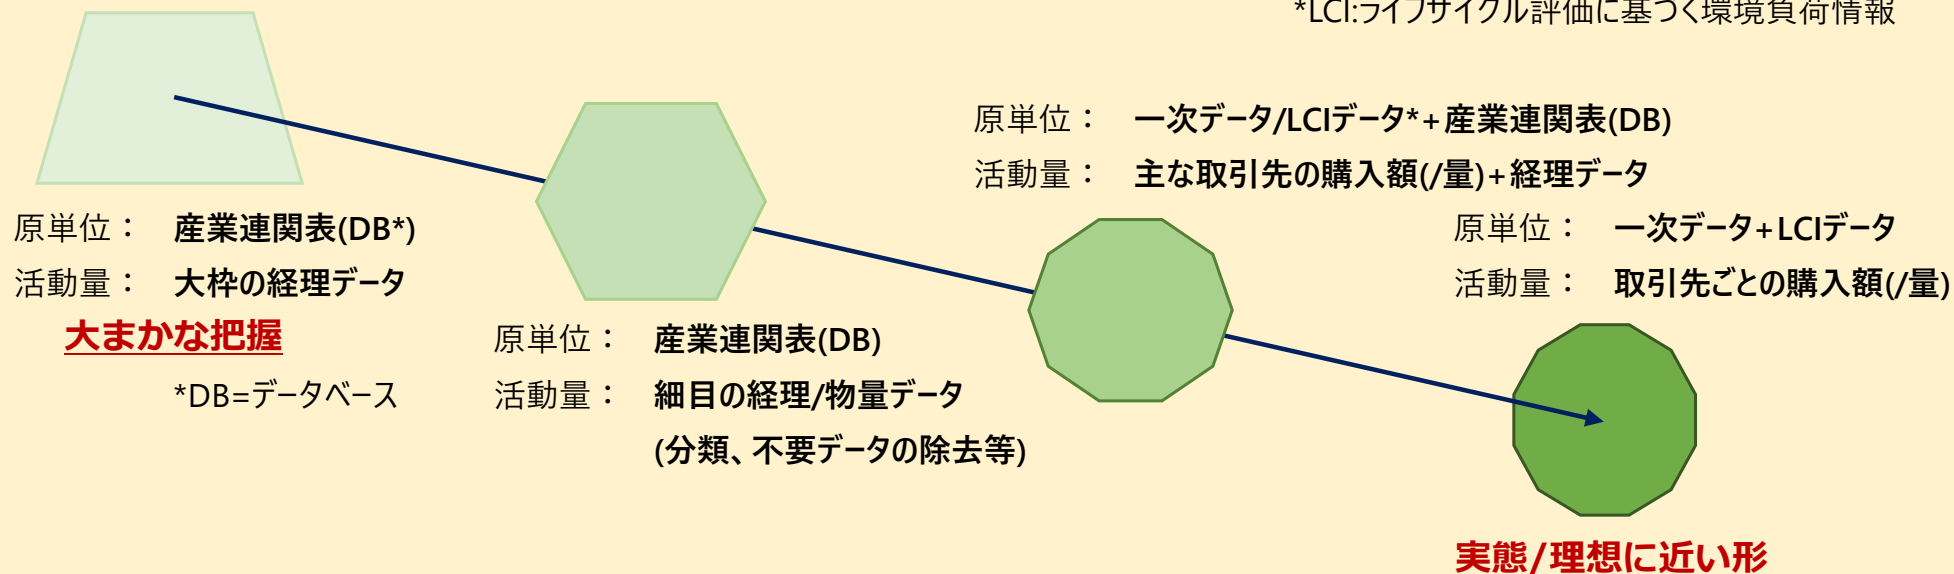 *LCI:ライフサイクル評価に基づく環境負荷情報
原単位： 産業連関表(DB*)
活動量： 大枠の経理データ
大まかな把握
*DB=データベース
原単位： 産業連関表(DB)
活動量： 細目の経理/物量データ
(分類、不要データの除去等)
原単位： 一次データ/LCIデータ*+産業連関表(DB)
活動量： 主な取引先の購入額(/量)+経理データ
原単位： 一次データ+LCIデータ
活動量： 取引先ごとの購入額(/量)
実態/理想に近い形